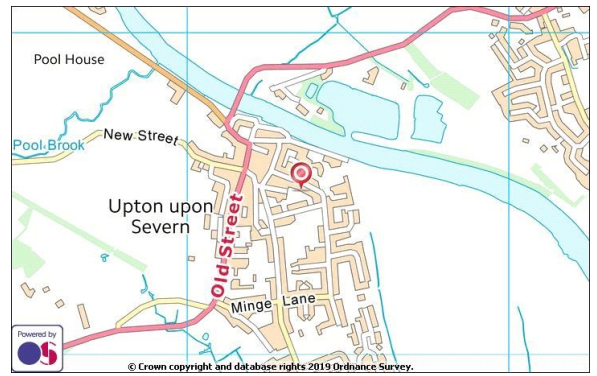 Pool House
New Street
Pool Brook
Upton upon
Severn
Old Street
Minge Lane
Powered by
OS
© Crown copyright and database rights 2019 Ordnance Survey.